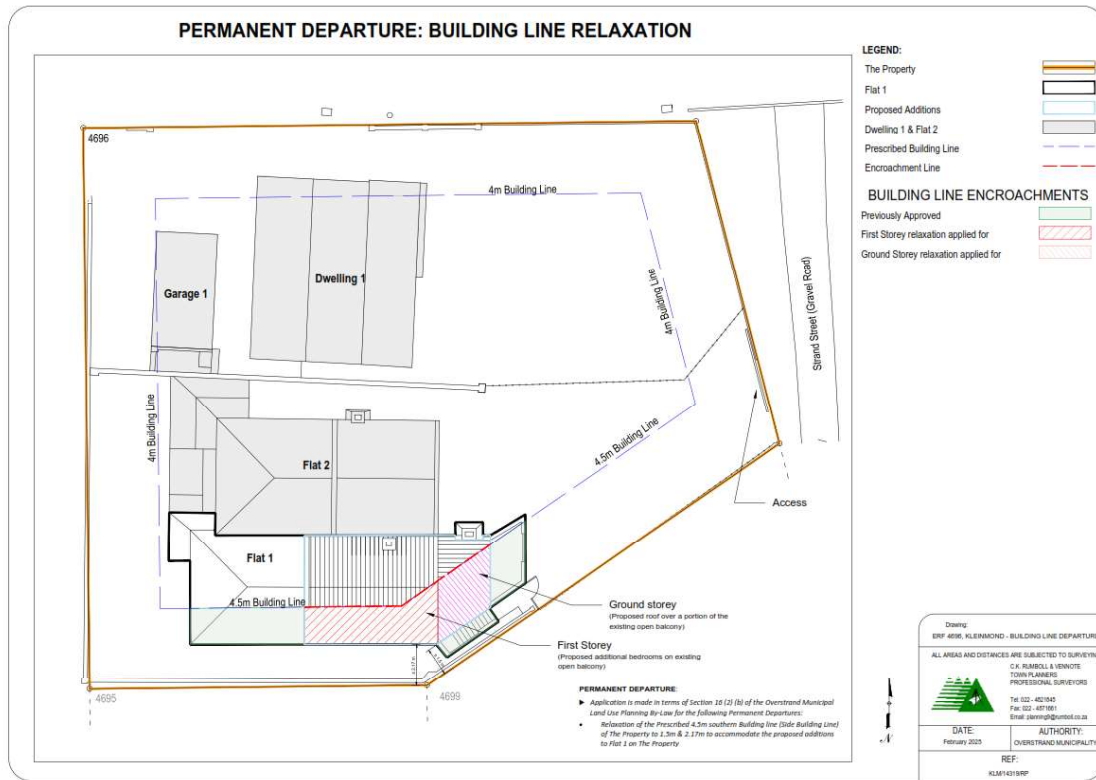 PERMANENT DEPARTURE: BUILDING LINE RELAXATION
LEGEND:
The Property
Flat 1
Proposed Additions
Dwelling 1 & Flat 2
Prescribed Building Line
Encroachment Line
BUILDING LINE ENCROACHMENTS
Previously Approved
First Storey relaxation applied for
Ground Storey relaxation applied for
4696
4m Building Line
Dwelling 1
Garage 1
4m Building Line
Strand Street (Gravel Road)
4m Building Line
Flat 2
4.5m Building Line
Access
Flat 1
4.5m Building Line
Ground storey
(Proposed roof over a portion of the
existing open balcony)
First Storey
(Proposed additional bedrooms on existing
open balcony)
4695
4699
PERMANENT DEPARTURE:
Application is made in terms of Section 16 (2) (b) of the Overstrand Municipal
Land Use Planning By-Law for the following Permanent Departures:
• Relaxation of the Prescribed 4.5m southern Building line (Side Building Line)
of The Property to 1.5m & 2.17m to accommodate the proposed additions
to Flat 1 on The Property
N
Drawing:
ERF 4696, KLEINMOND - BUILDING LINE DEPARTURE
ALL AREAS AND DISTANCES ARE SUBJECTED TO SURVEYING
C.K. RUMBOLL & VENNOTE
TOWN PLANNERS
PROFESSIONAL SURVEYORS
Tel: 022 - 4821845
Fax: 022 - 4871661
Email: planning9@rumboll.co.za
DATE:
February 2025
AUTHORITY:
OVERSTRAND MUNICIPALITY
REF:
KLM/14319/RP